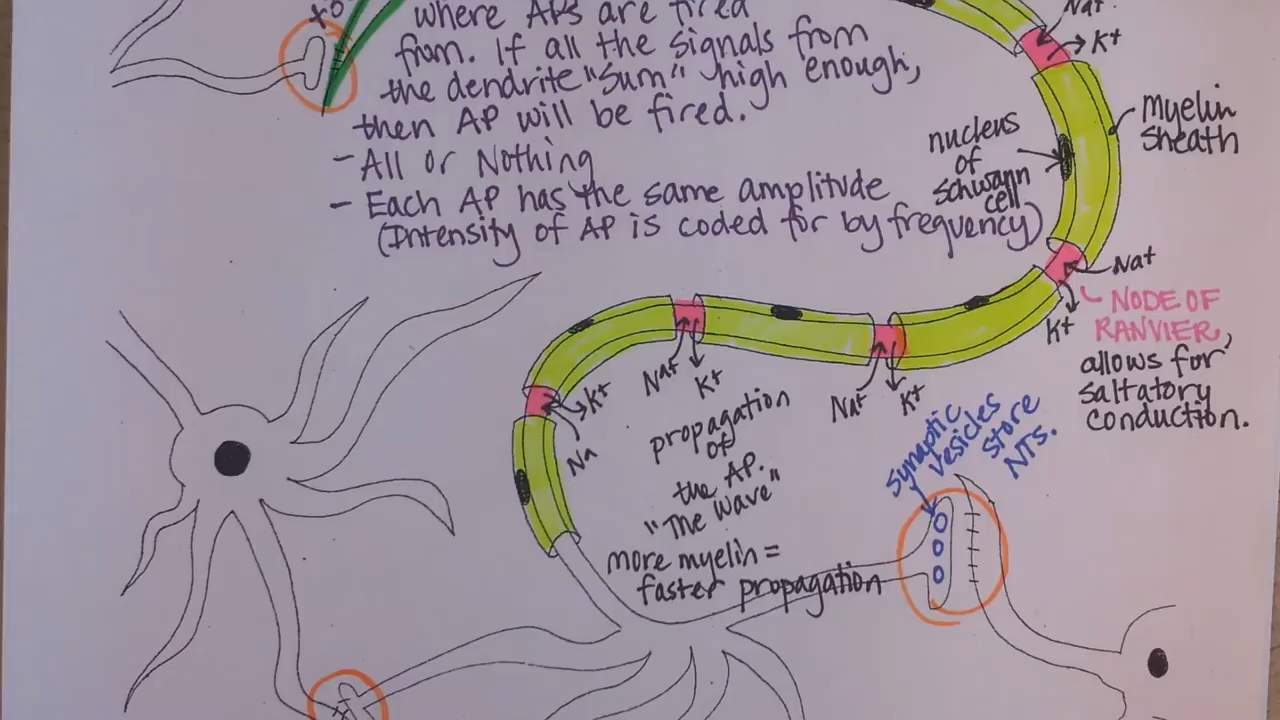 where APs are fired
from. If all the signals from
the dendrite "Sum" high enough,
then AP will be fired.
- All or Nothing
- Each AP has the same amplitude
(Intensity of AP is coded for by frequency)
Na+
K+
Myelin
sheath
nucleus
of
Schwann
cell
Na+
K+
NODE OF
RANVIER,
allows for
saltatory
conduction.
Na+
K+
Na+
K+
K+
Na
propagation
of
the AP.
"The wave"
more myelin =
faster propagation
Synaptic
vesicles
store
NTs.